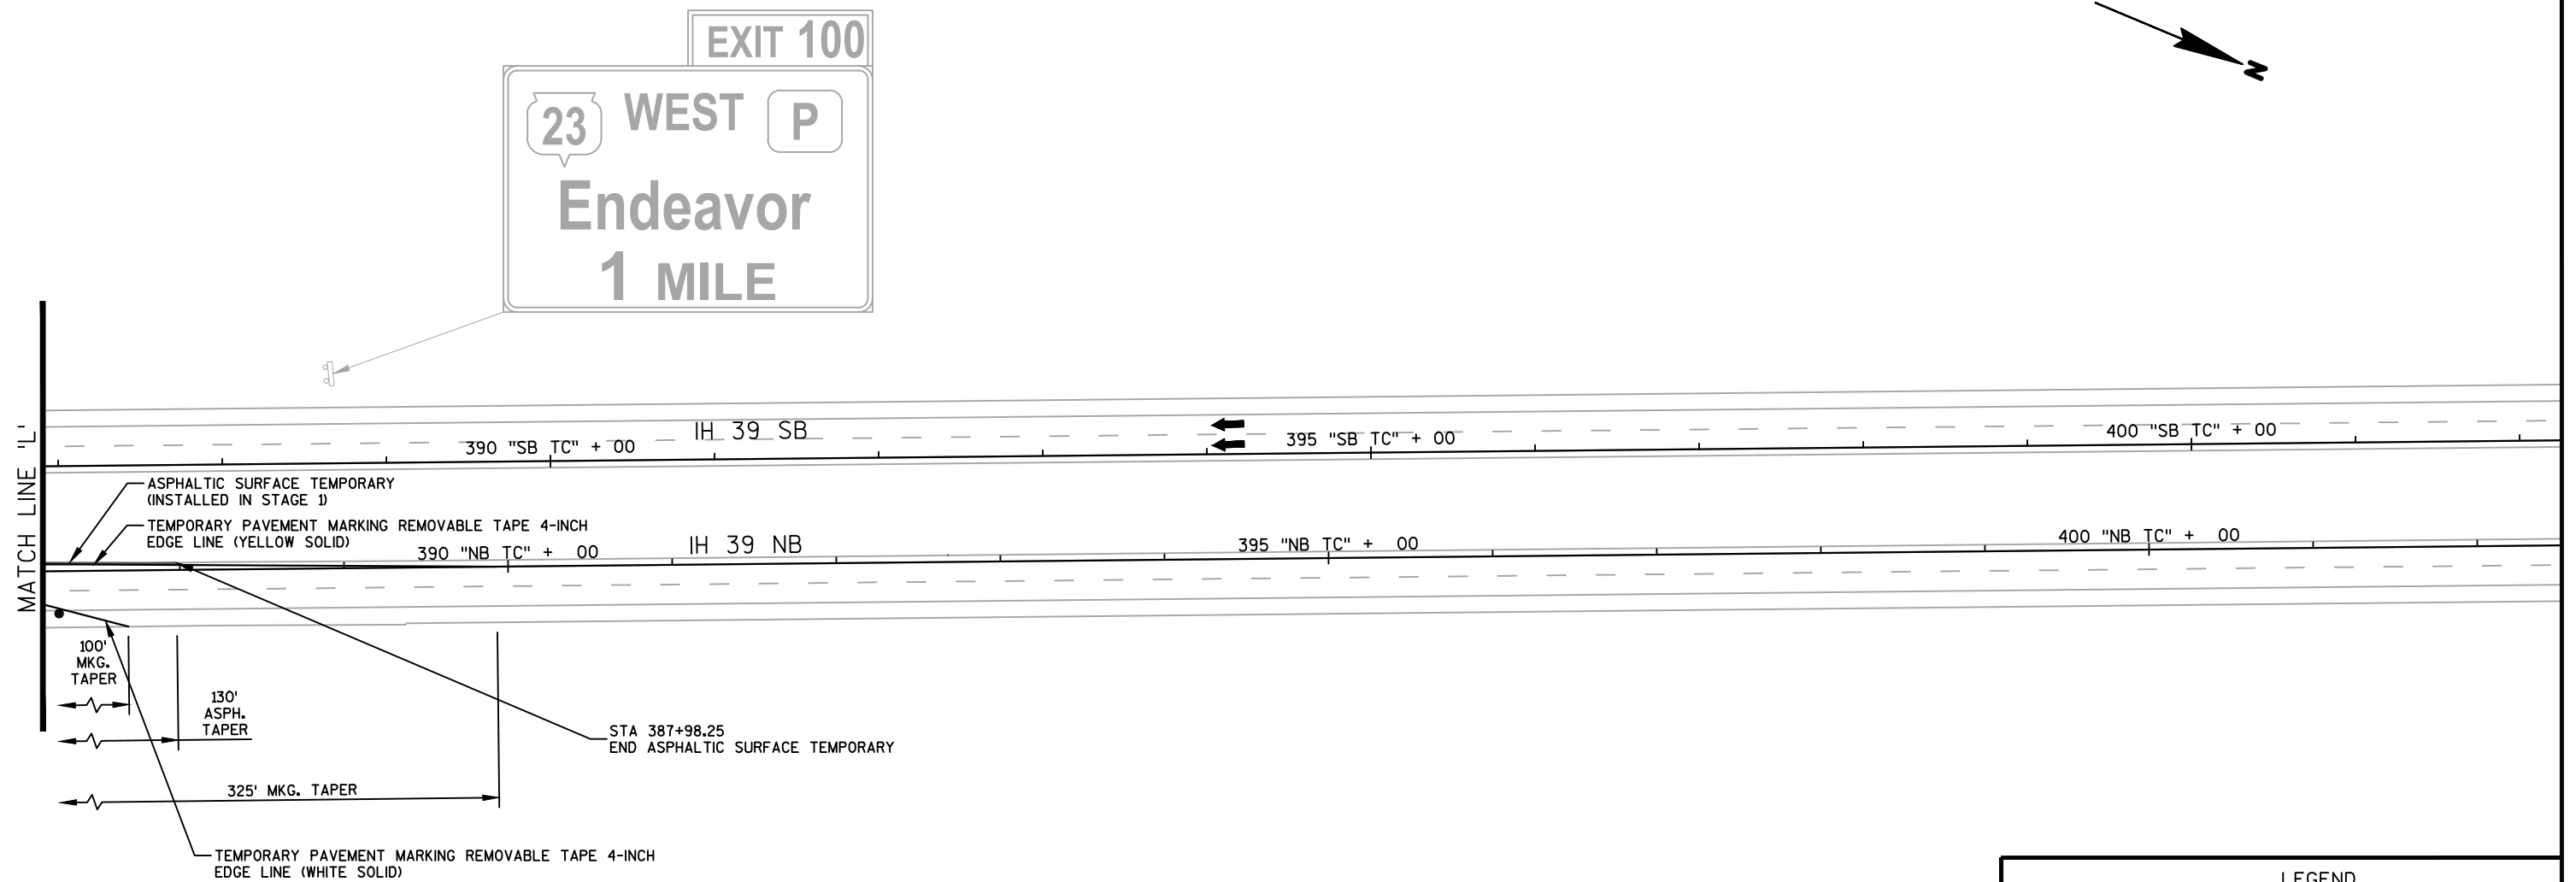 EXIT 100
23 WEST P
Endeavor
1 MILE
N
IH 39 SB
390 "SB TC" + 00
395 "SB TC" + 00
400 "SB TC" + 00
MATCH LINE 'L'
ASPHALTIC SURFACE TEMPORARY
(INSTALLED IN STAGE 1)
TEMPORARY PAVEMENT MARKING REMOVABLE TAPE 4-INCH
EDGE LINE (YELLOW SOLID)
IH 39 NB
390 "NB TC" + 00
395 "NB TC" + 00
400 "NB TC" + 00
100'
MKG.
TAPER
130'
ASPH.
TAPER
STA 387+98.25
END ASPHALTIC SURFACE TEMPORARY
325' MKG. TAPER
TEMPORARY PAVEMENT MARKING REMOVABLE TAPE 4-INCH
EDGE LINE (WHITE SOLID)
LEGEND